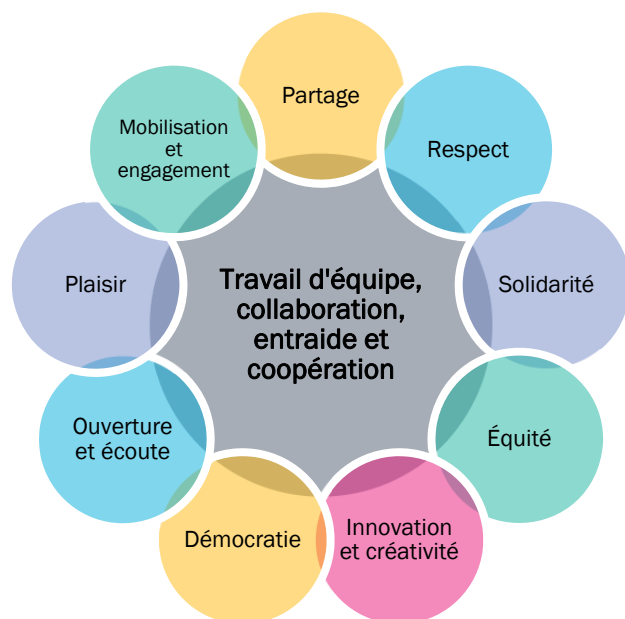 Partage
Respect
Solidarité
Équité
Innovation
et créativité
Démocratie
Ouverture
et écoute
Plaisir
Mobilisation
et
engagement
Travail d'équipe,
collaboration,
entraide et
coopération